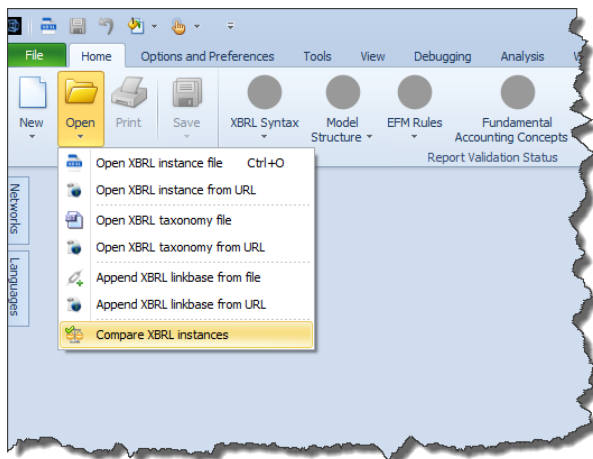 File Home Options and Preferences Tools View Debugging Analysis
New Open Print Save XBRL Syntax Model Structure EFM Rules Fundamental Accounting Concepts
Report Validation Status
Networks
Languages
Open XBRL instance file Ctrl+O
Open XBRL instance from URL
Open XBRL taxonomy file
Open XBRL taxonomy from URL
Append XBRL linkbase from file
Append XBRL linkbase from URL
Compare XBRL instances